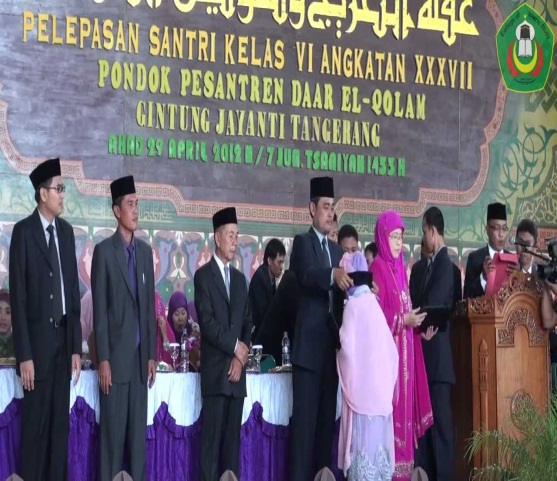 PELEPASAN SANTRI KELAS VI ANGKATAN XXXVII
PONDOK PESANTREN DAAR EL-QOLAM
GINTUNG JAYANTI TANGERANG
AHAD 29 APRIL 2012 M / 7 JUM. TSANIYAH 1433 H